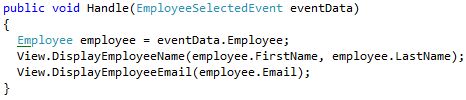 public void Handle(EmployeeSelectedEvent eventData)
{
  Employee employee = eventData.Employee;
  View.DisplayEmployeeName(employee.FirstName, employee.LastName);
  View.DisplayEmployeeEmail(employee.Email);
}